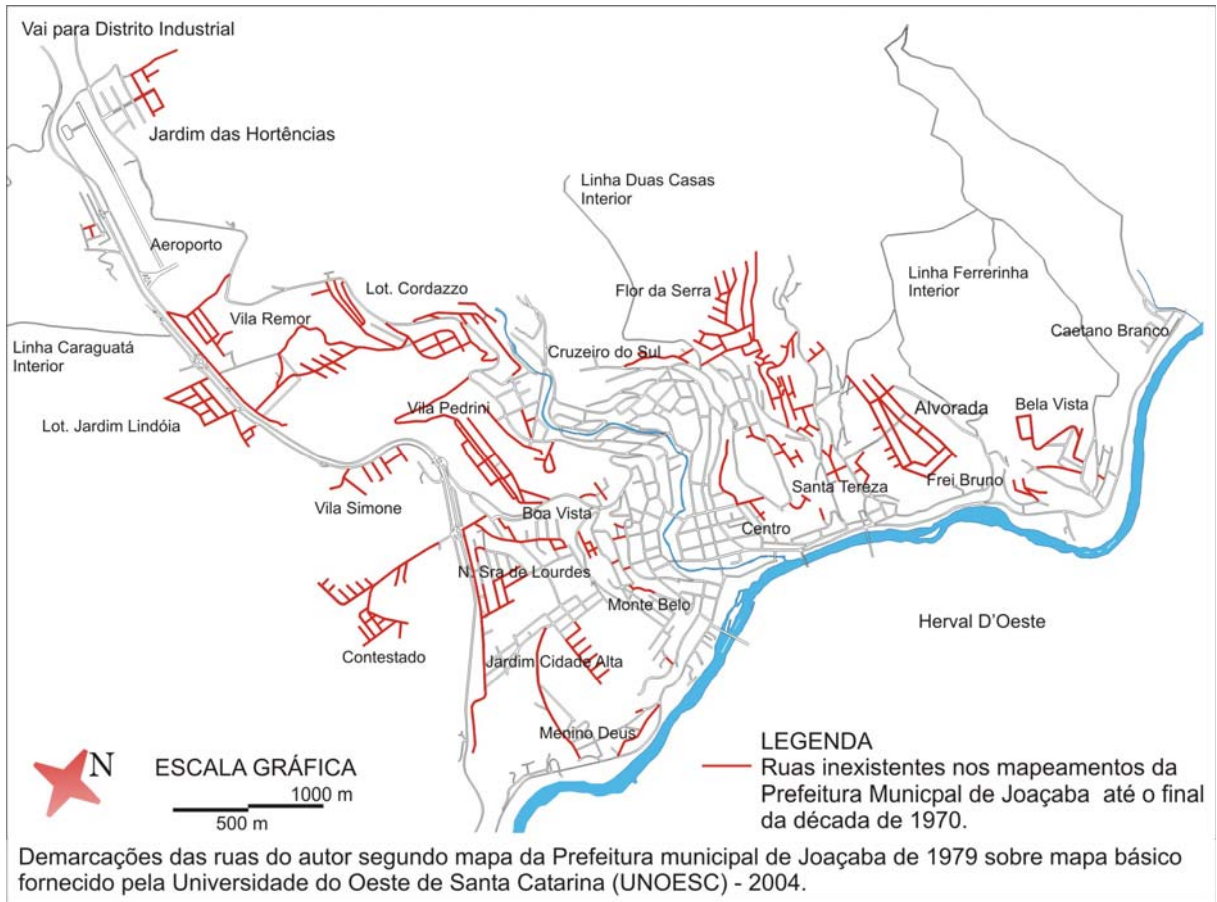 Vai para Distrito Industrial
Jardim das Hortências
Linha Duas Casas
Interior
Aeroporto
Linha Ferrerinha
Interior
Lot. Cordazzo
Flor da Serra
Vila Remor
Caetano Branco
Linha Caraguatá
Interior
Cruzeiro do Sul
Vila Pedrini
Alvorada
Bela Vista
Lot. Jardim Lindóia
Santa Tereza
Frei Bruno
Vila Simone
Boa Vista
Centro
N. Sra de Lourdes
Monte Belo
Herval D'Oeste
Contestado
Jardim Cidade Alta
Menino Deus
N
ESCALA GRÁFICA
1000 m
500 m
LEGENDA
Ruas inexistentes nos mapeamentos da
Prefeitura Municpal de Joaçaba até o final
da década de 1970.
Demarcações das ruas do autor segundo mapa da Prefeitura municipal de Joaçaba de 1979 sobre mapa básico
fornecido pela Universidade do Oeste de Santa Catarina (UNOESC) - 2004.